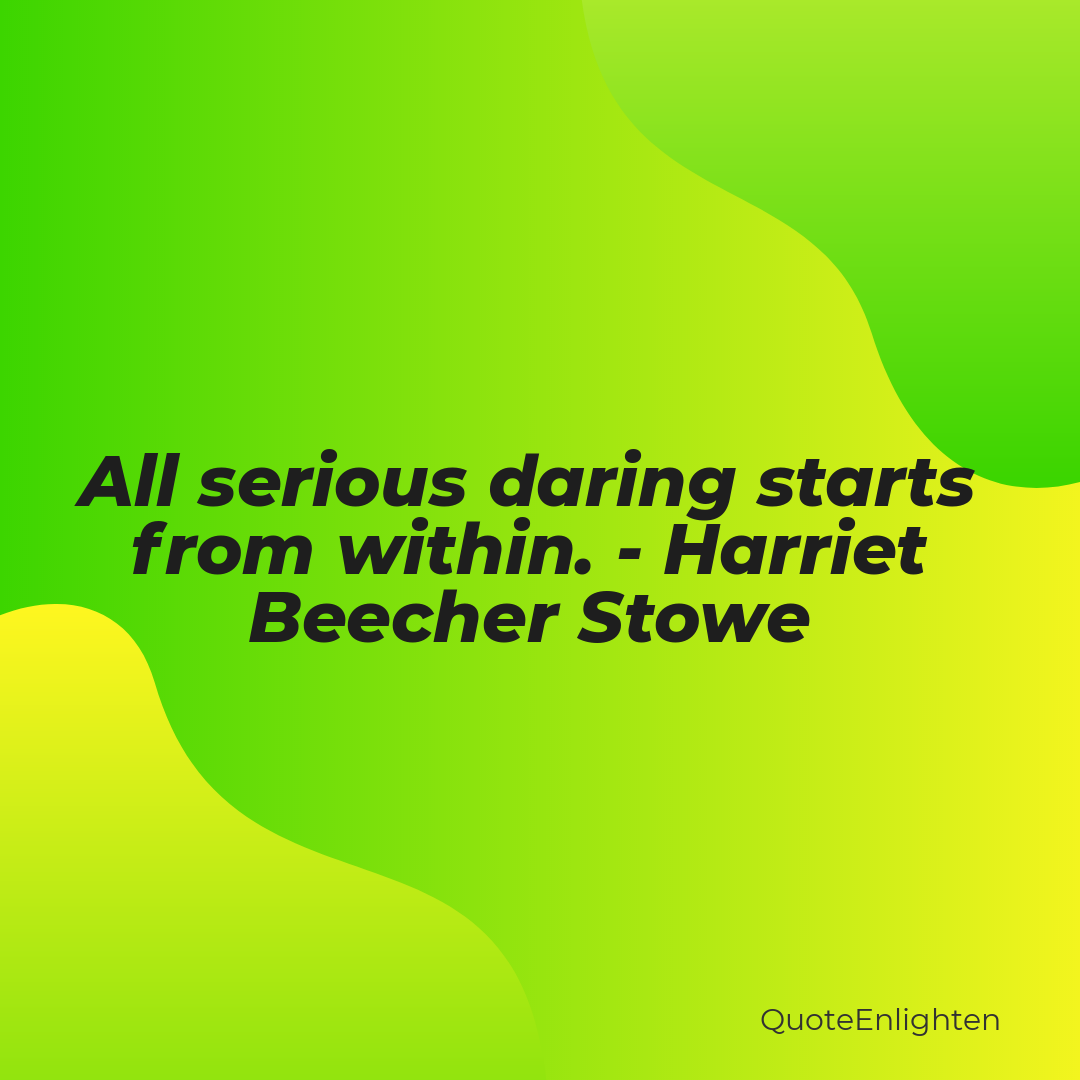 All serious daring starts
from within. - Harriet
Beecher Stowe
QuoteEnlighten